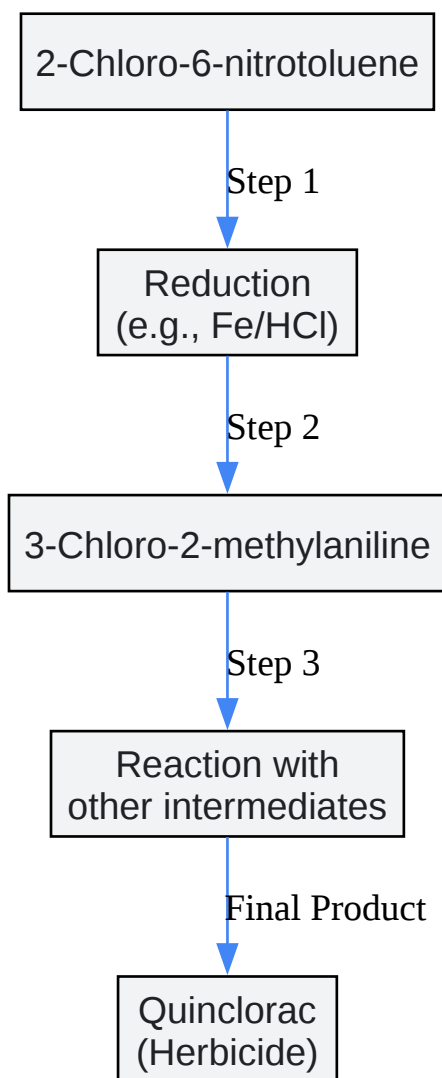 2-Chloro-6-nitrotoluene
Step 1
Reduction
(e.g., Fe/HCl)
Step 2
3-Chloro-2-methylaniline
Step 3
Reaction with
other intermediates
Final Product
Quinclorac
(Herbicide)